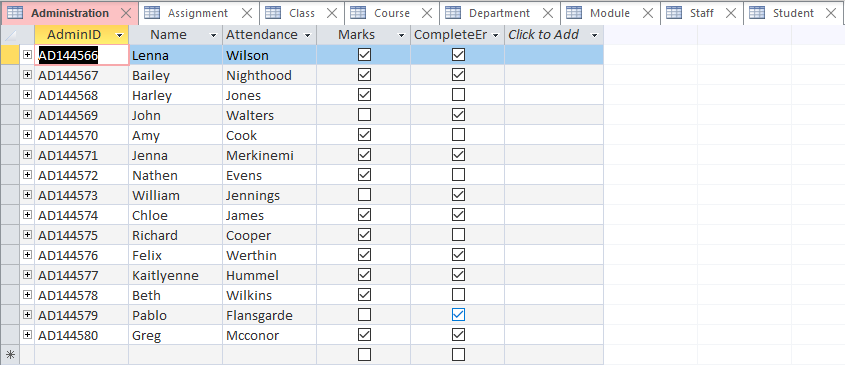 Administration Assignment Class Course Department Module Staff Student
AdminID Name Attendance Marks CompleteEr Click to Add
AD144566 Lenna Wilson
AD144567 Bailey Nighthood
AD144568 Harley Jones
AD144569 John Walters
AD144570 Amy Cook
AD144571 Jenna Merkinemi
AD144572 Nathen Evens
AD144573 William Jennings
AD144574 Chloe James
AD144575 Richard Cooper
AD144576 Felix Werthin
AD144577 Kaitlyenne Hummel
AD144578 Beth Wilkins
AD144579 Pablo Flansgarde
AD144580 Greg Mcconor